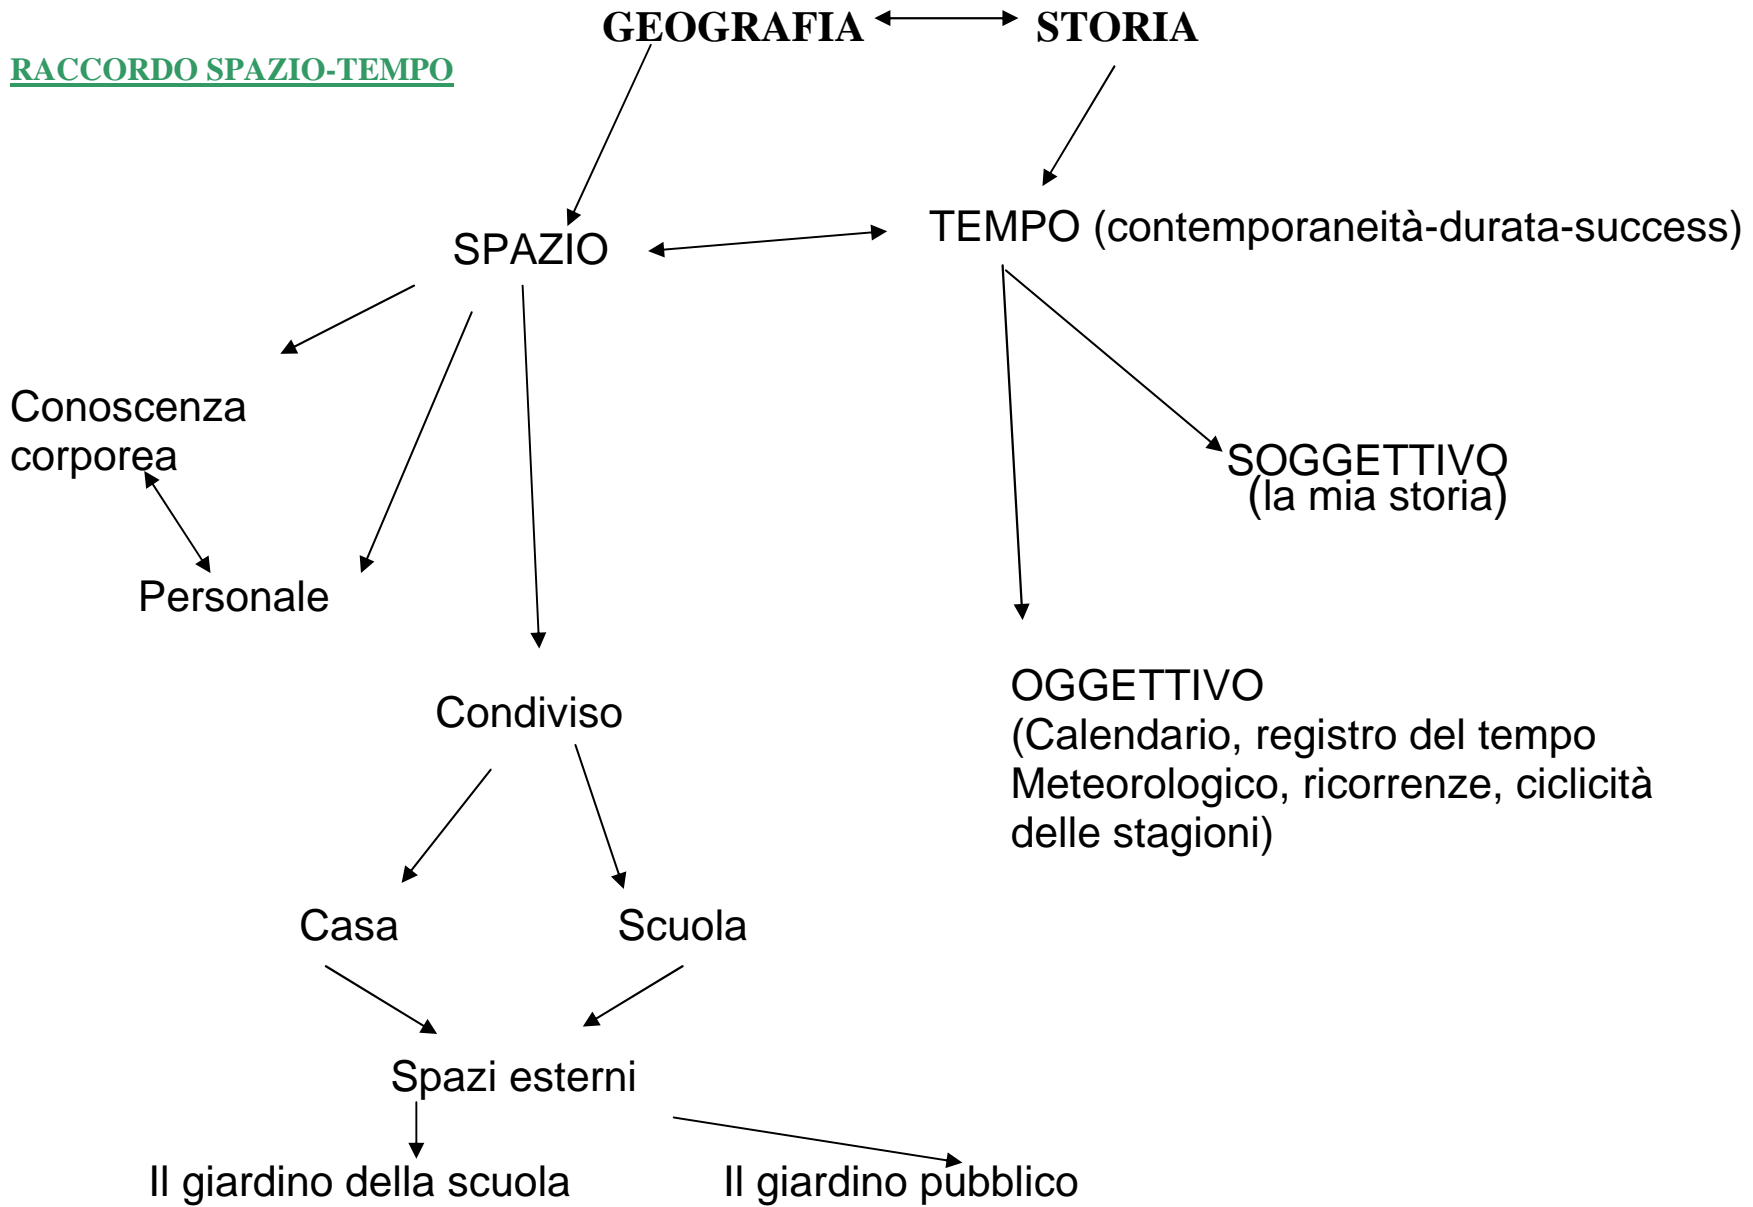 GEOGRAFIA STORIA
RACCORDO SPAZIO-TEMPO
TEMPO (contemporaneità-durata-success)
SPAZIO
Conoscenza
corporea
SOGGETTIVO
(la mia storia)
Personale
OGGETTIVO
(Calendario, registro del tempo
Meteorologico, ricorrenze, ciclicità
delle stagioni)
Condiviso
Casa
Scuola
Spazi esterni
Il giardino della scuola
Il giardino pubblico